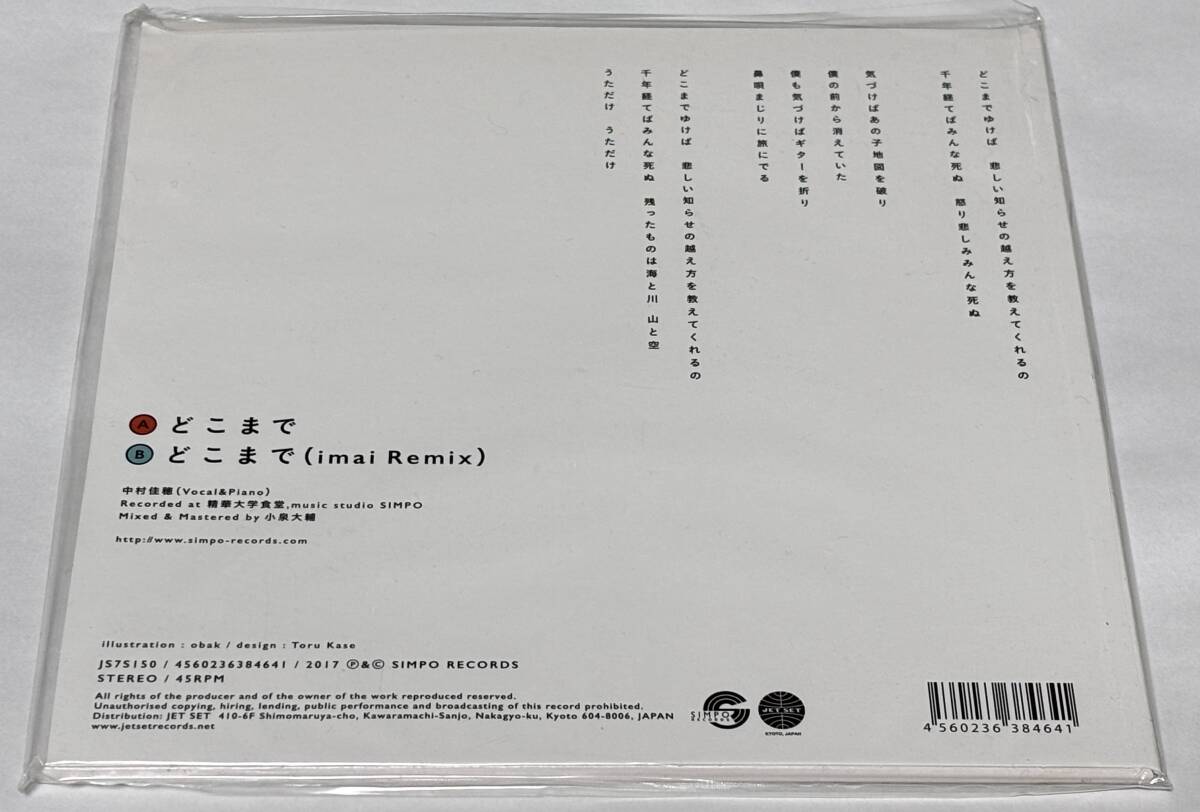 どこまでゆけば 悲しい知らせの越え方を教えてくれるの
千年経てばみんな死ぬ 怒り悲しみみんな死ぬ
気づけばあの子地図を破り
僕の前から消えていた
僕も気づけばギターを折り
鼻唄まじりに旅にでる
どこまでゆけば 悲しい知らせの越え方を教えてくれるの
千年経てばみんな死ぬ 残ったものは海と川 山と空
うただけ うただけ
A どこまで
B どこまで(imai Remix)
中村佳穂(Vocal&Piano)
Recorded at 精華大学食堂,music studio SIMPO
Mixed & Mastered by 小泉大輔
http://www.simpo-records.com
illustration : obak / design : Toru Kase
JS7S150 / 4560236384641 / 2017 Ⓟ&© SIMPO RECORDS
STEREO / 45RPM
All rights of the producer and of the owner of the work reproduced reserved.
Unauthorised copying, hiring, lending, public performance and broadcasting of this record prohibited.
Distribution: JET SET 410-6F Shimomaruya-cho, Kawaramachi-Sanjo, Nakagyo-ku, Kyoto 604-8006, JAPAN
www.jetsetrecords.net
SIMPO
RECORDS
JET SET
KYOTO, JAPAN
4 560236 384641